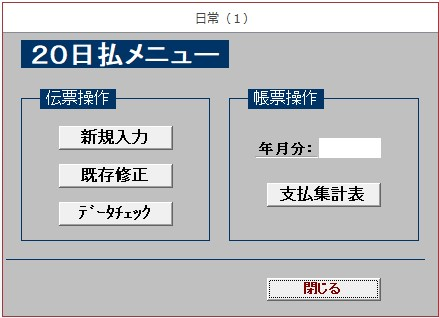 日常（１）
２０日払メニュー
伝票操作
新規入力
既存修正
ﾃﾞｰﾀﾁｪｯｸ
帳票操作
年月分：
支払集計表
閉じる